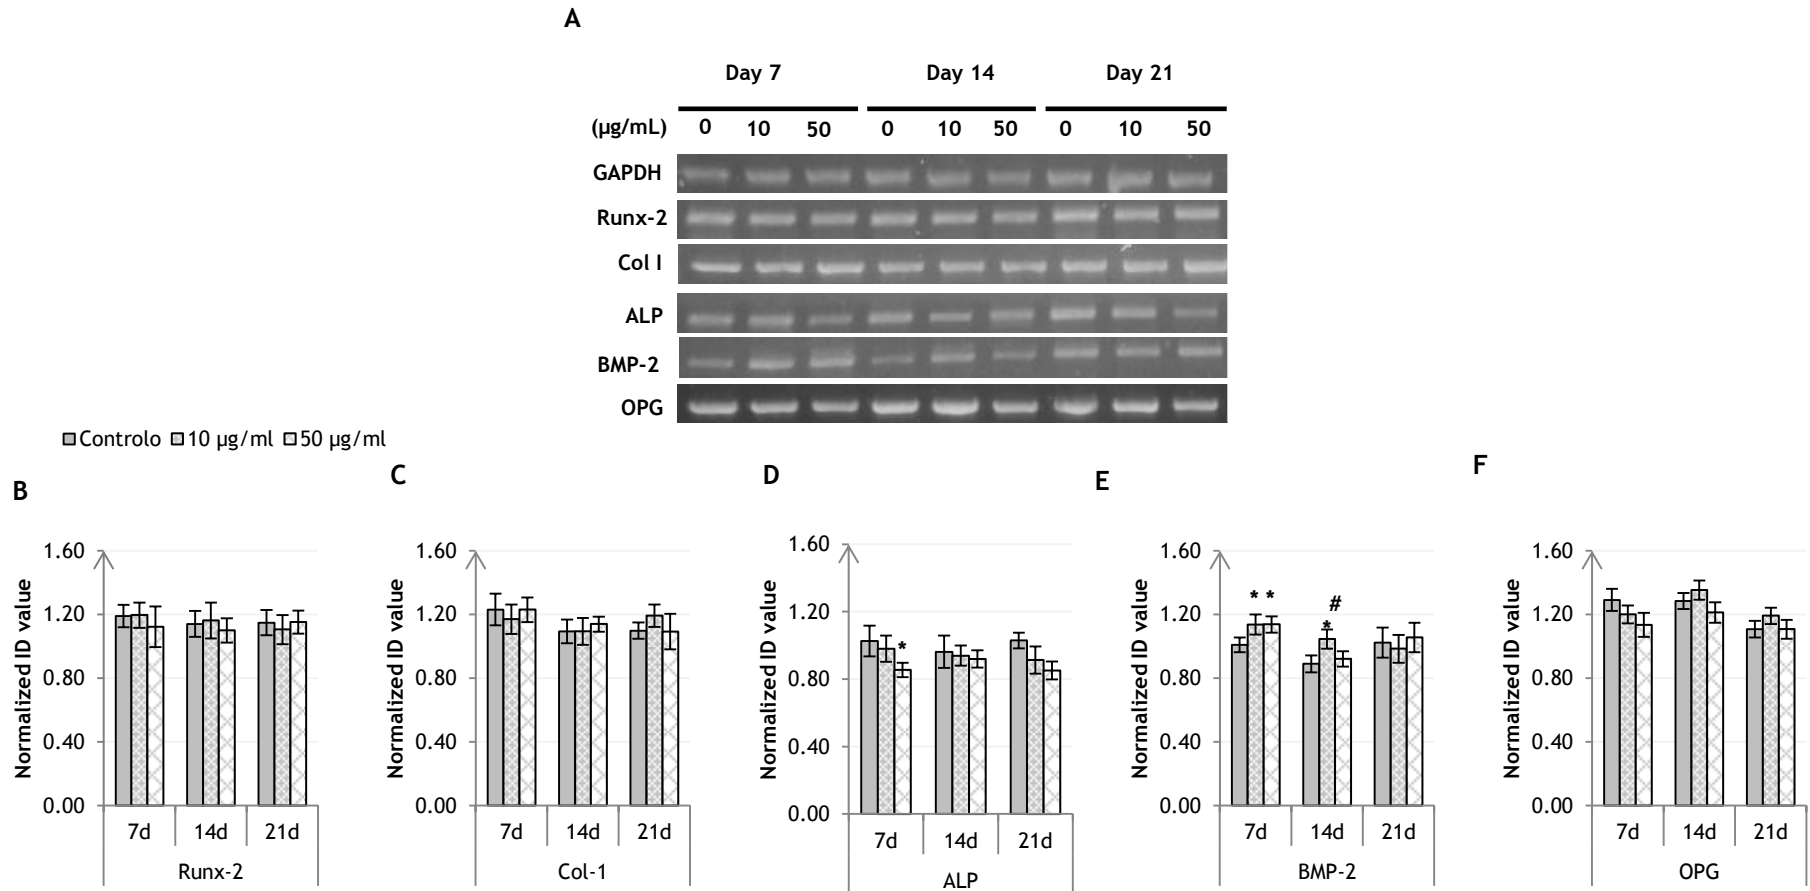 A
Day 7 Day 14 Day 21
(µg/mL) 0 10 50 0 10 50 0 10 50
GAPDH
Runx-2
Col I
ALP
BMP-2
OPG
Controlo 10 µg/ml 50 µg/ml
B
Normalized ID value
1.60
1.20
0.80
0.40
0.00
7d 14d 21d
Runx-2
C
Normalized ID value
1.60
1.20
0.80
0.40
0.00
7d 14d 21d
Col-1
D
Normalized ID value
1.60
1.20
0.80
0.40
0.00
*
7d 14d 21d
ALP
E
Normalized ID value
1.60
1.20
0.80
0.40
0.00
* *
#
*
7d 14d 21d
BMP-2
F
Normalized ID value
1.60
1.20
0.80
0.40
0.00
7d 14d 21d
OPG